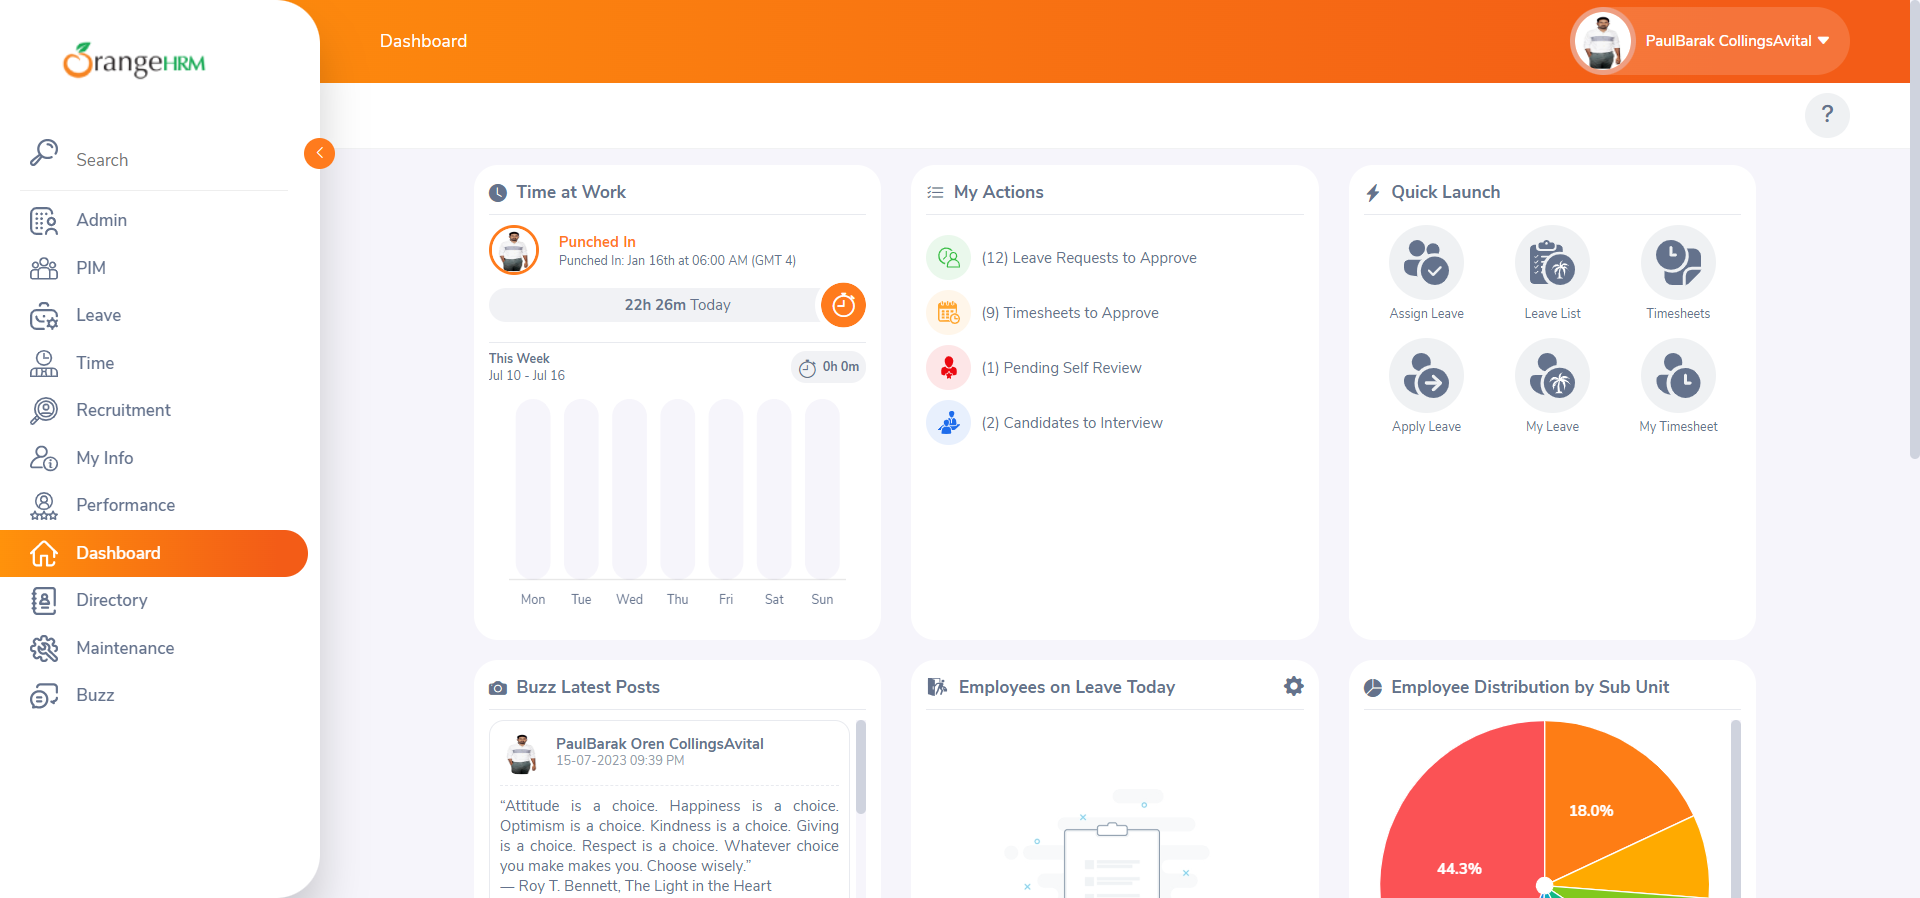 OrangeHRM
Dashboard
PaulBarak CollingsAvital
?
Search
Admin
PIM
Leave
Time
Recruitment
My Info
Performance
Dashboard
Directory
Maintenance
Buzz
Time at Work
Punched In
Punched In: Jan 16th at 06:00 AM (GMT 4)
22h 26m Today
This Week
Jul 10 - Jul 16
0h 0m
Mon Tue Wed Thu Fri Sat Sun
My Actions
(12) Leave Requests to Approve
(9) Timesheets to Approve
(1) Pending Self Review
(2) Candidates to Interview
Quick Launch
Assign Leave Leave List Timesheets
Apply Leave My Leave My Timesheet
Buzz Latest Posts
PaulBarak Oren CollingsAvital
15-07-2023 09:39 PM
“Attitude is a choice. Happiness is a choice.
Optimism is a choice. Kindness is a choice. Giving
is a choice. Respect is a choice. Whatever choice
you make makes you. Choose wisely.”
― Roy T. Bennett, The Light in the Heart
Employees on Leave Today
Employee Distribution by Sub Unit
18.0%
44.3%